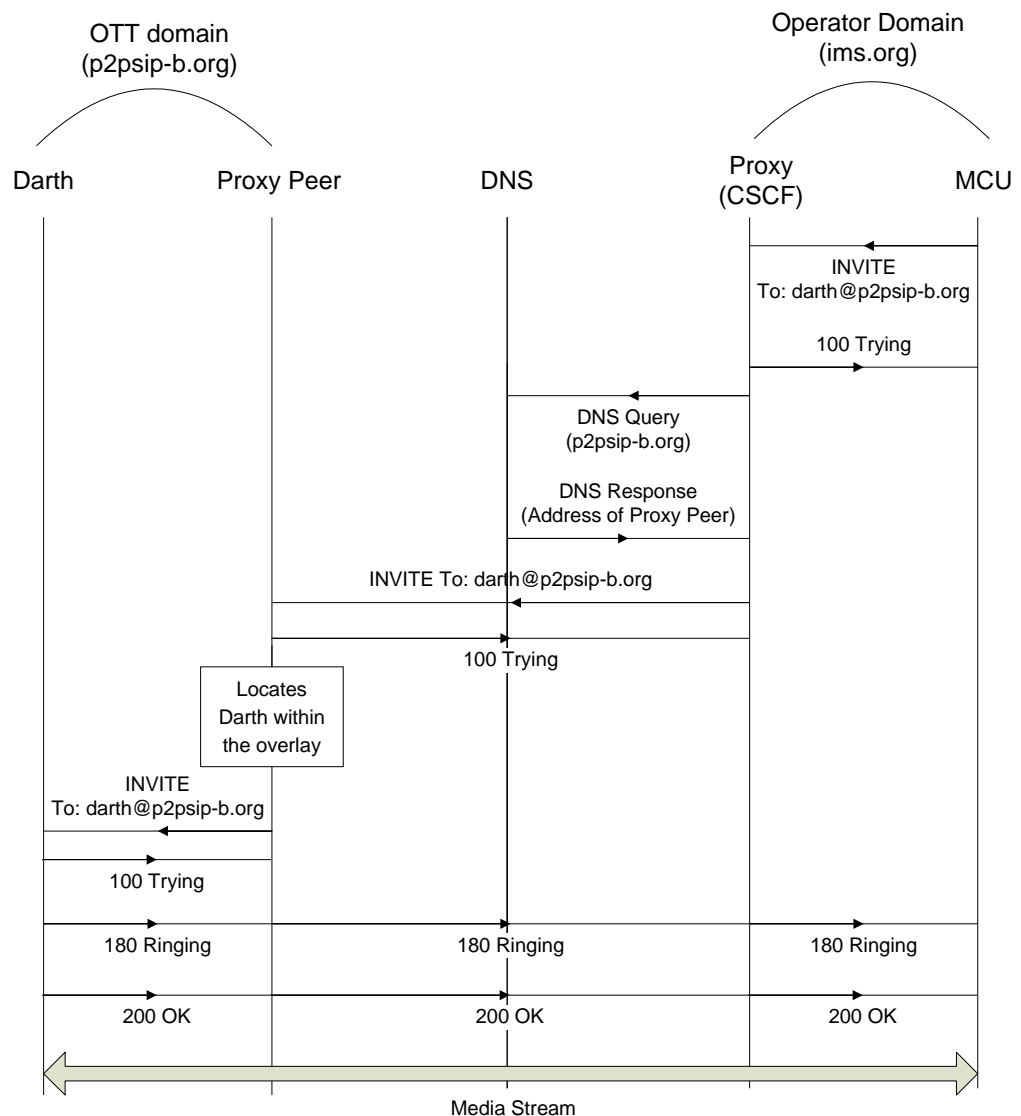 OTT domain
(p2psip-b.org)
Operator Domain
(ims.org)
Darth
Proxy Peer
DNS
Proxy
(CSCF)
MCU
INVITE
To: darth@p2psip-b.org
100 Trying
DNS Query
(p2psip-b.org)
DNS Response
(Address of Proxy Peer)
INVITE To: darth@p2psip-b.org
100 Trying
Locates
Darth within
the overlay
INVITE
To: darth@p2psip-b.org
100 Trying
180 Ringing
180 Ringing
180 Ringing
200 OK
200 OK
200 OK
Media Stream